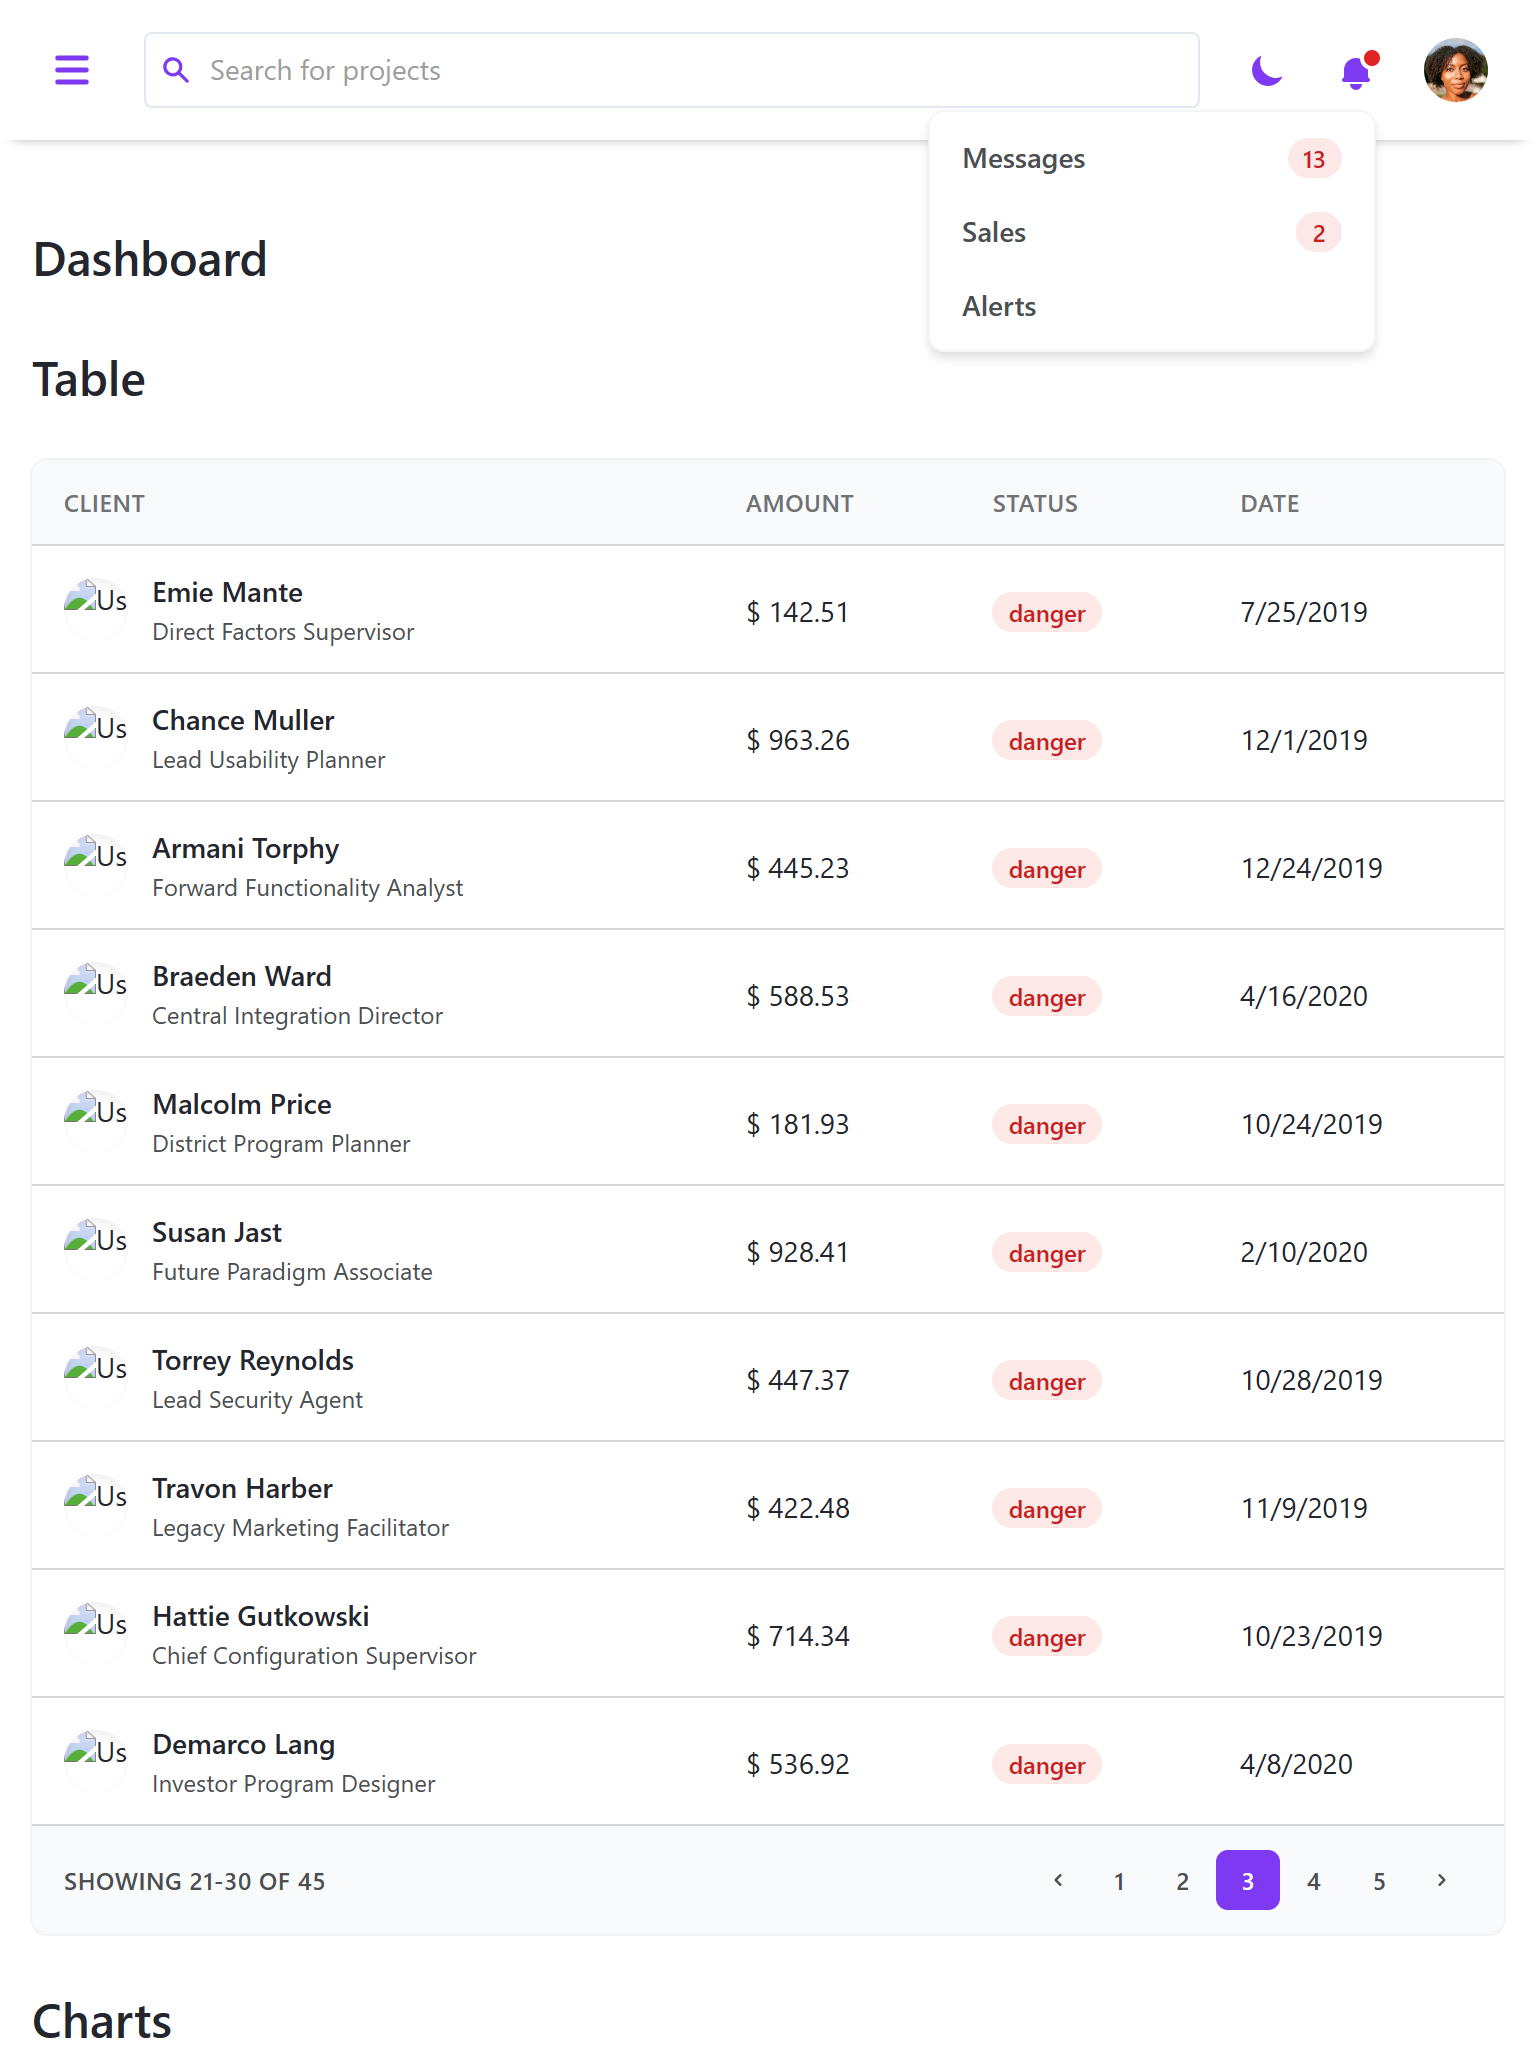 Search for projects
Messages 13
Sales 2
Alerts
Dashboard
Table
CLIENT AMOUNT STATUS DATE
Us Emie Mante
Direct Factors Supervisor
$ 142.51 danger 7/25/2019
Us Chance Muller
Lead Usability Planner
$ 963.26 danger 12/1/2019
Us Armani Torphy
Forward Functionality Analyst
$ 445.23 danger 12/24/2019
Us Braeden Ward
Central Integration Director
$ 588.53 danger 4/16/2020
Us Malcolm Price
District Program Planner
$ 181.93 danger 10/24/2019
Us Susan Jast
Future Paradigm Associate
$ 928.41 danger 2/10/2020
Us Torrey Reynolds
Lead Security Agent
$ 447.37 danger 10/28/2019
Us Travon Harber
Legacy Marketing Facilitator
$ 422.48 danger 11/9/2019
Us Hattie Gutkowski
Chief Configuration Supervisor
$ 714.34 danger 10/23/2019
Us Demarco Lang
Investor Program Designer
$ 536.92 danger 4/8/2020
SHOWING 21-30 OF 45 1 2 3 4 5
Charts